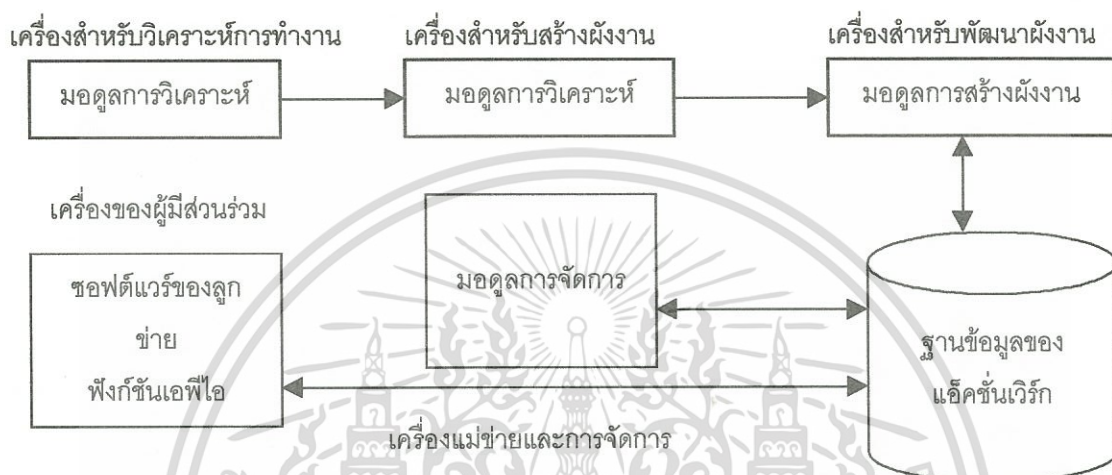 เครื่องสำหรับวิเคราะห์การทำงาน
เครื่องสำหรับสร้างผังงาน
เครื่องสำหรับพัฒนาผังงาน
มอดูลการวิเคราะห์
มอดูลการวิเคราะห์
มอดูลการสร้างผังงาน
เครื่องของผู้มีส่วนร่วม
ซอฟต์แวร์ของลูก
ข่าย
ฟังก์ชันเอพีไอ
มอดูลการจัดการ
ฐานข้อมูลของ
แอ็คชั่นเวิร์ก
เครื่องแม่ข่ายและการจัดการ